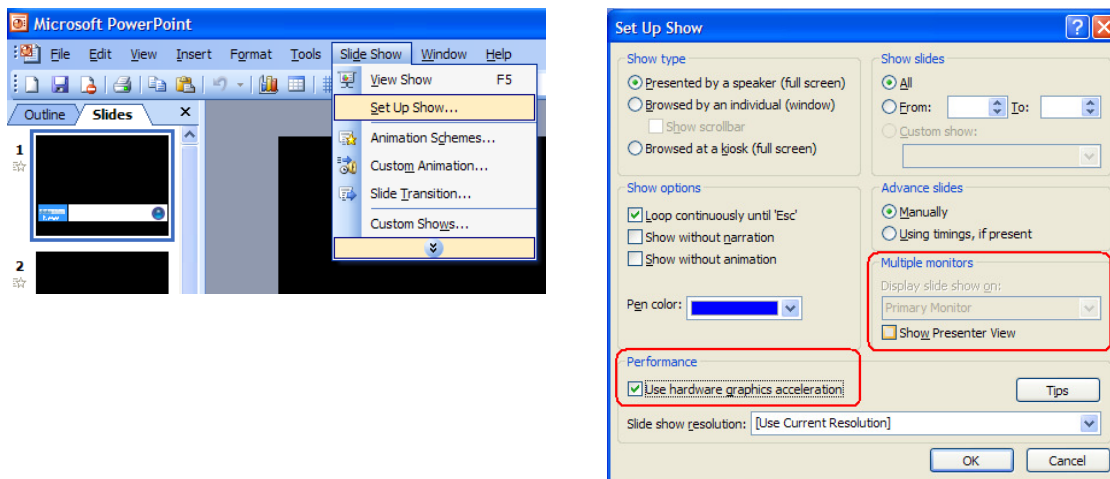 Microsoft PowerPoint
File Edit View Insert Format Tools Slide Show Window Help
View Show F5
Set Up Show...
Animation Schemes...
Custom Animation...
Slide Transition...
Custom Shows...
Outline Slides X
1
2
Set Up Show
Show type
Presented by a speaker (full screen)
Browsed by an individual (window)
Show scrollbar
Browsed at a kiosk (full screen)
Show slides
All
From: To:
Custom show:
Show options
Loop continuously until 'Esc'
Show without narration
Show without animation
Pen color:
Advance slides
Manually
Using timings, if present
Multiple monitors
Display slide show on:
Primary Monitor
Show Presenter View
Performance
Use hardware graphics acceleration
Tips
Slide show resolution: [Use Current Resolution]
OK Cancel